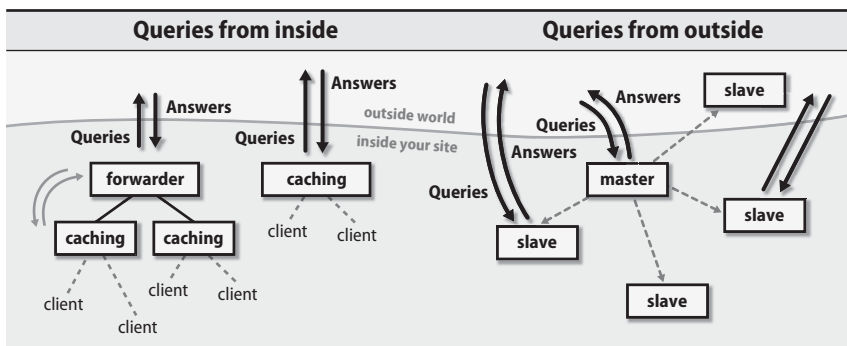 Queries from inside
Queries from outside
Answers
Queries
forwarder
caching
caching
client
client
client
client
Answers
Queries
caching
client
client
outside world
inside your site
Answers
Queries
slave
Answers
Queries
master
slave
slave
slave